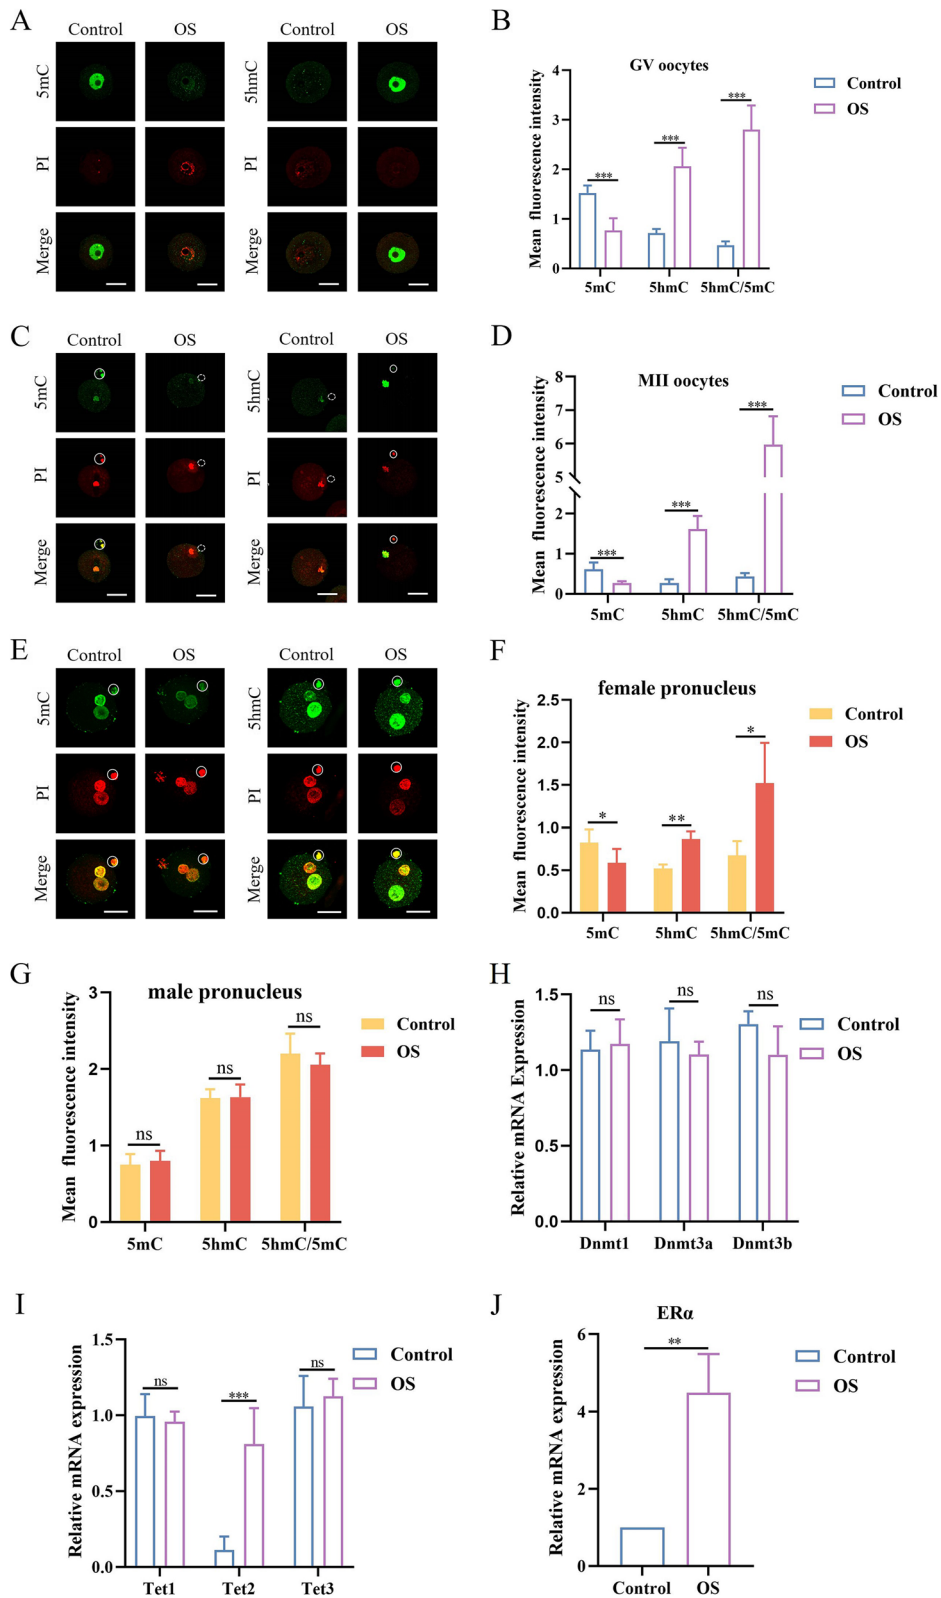 A
Control OS Control OS
5mC 5hmC
PI PI
Merge Merge
B
GV oocytes
Control
OS
Mean fluorescence intensity
4
3
2
1
0
*** *** ***
5mC 5hmC 5hmC/5mC
C
Control OS Control OS
5mC 5hmC
PI PI
Merge Merge
D
MII oocytes
Control
OS
Mean fluorescence intensity
8
7
6
5
2
1
0
*** *** ***
5mC 5hmC 5hmC/5mC
E
Control OS Control OS
5mC 5hmC
PI PI
Merge Merge
F
female pronucleus
Control
OS
Mean fluorescence intensity
2.5
2.0
1.5
1.0
0.5
0.0
* ** *
5mC 5hmC 5hmC/5mC
G
male pronucleus
Control
OS
Mean fluorescence intensity
3
2
1
0
ns ns ns
5mC 5hmC 5hmC/5mC
H
Control
OS
Relative mRNA Expression
1.5
1.0
0.5
0.0
ns ns ns
Dnmt1 Dnmt3a Dnmt3b
I
Control
OS
Relative mRNA expression
1.5
1.0
0.5
0.0
ns *** ns
Tet1 Tet2 Tet3
J
ERα
Control
OS
Relative mRNA expression
6
4
2
0
**
Control OS